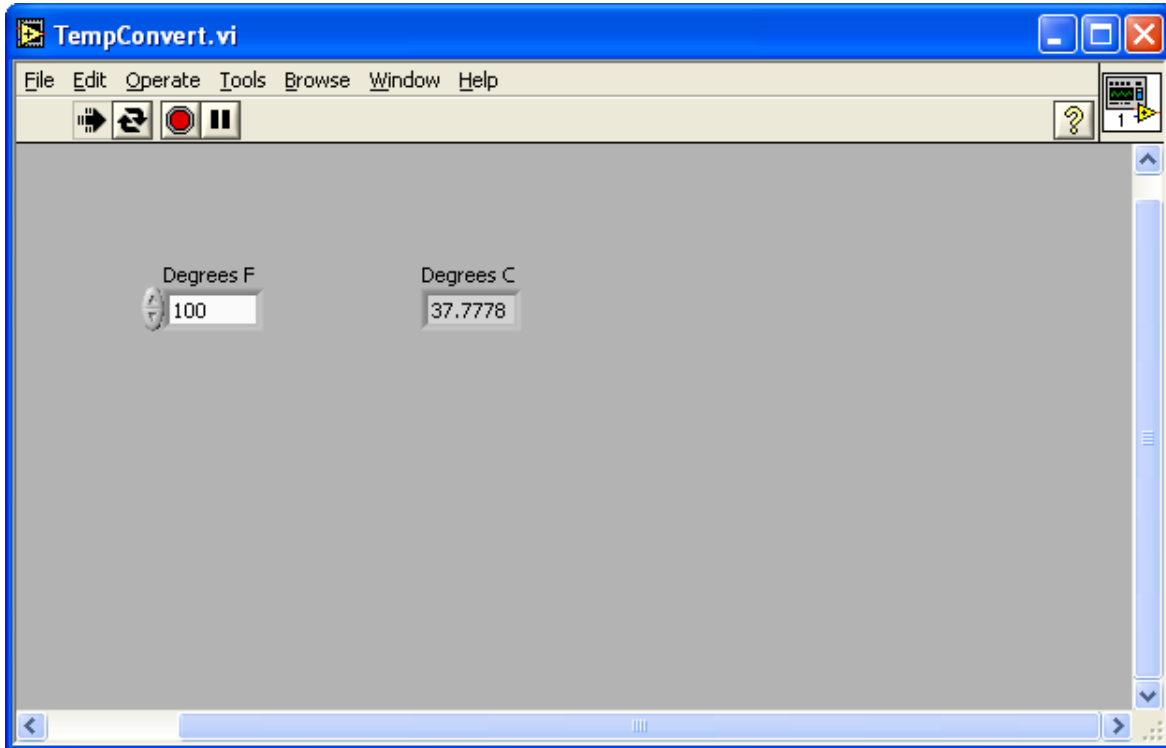 TempConvert.vi
File Edit Operate Tools Browse Window Help
?
1
Degrees F Degrees C
100 37.7778